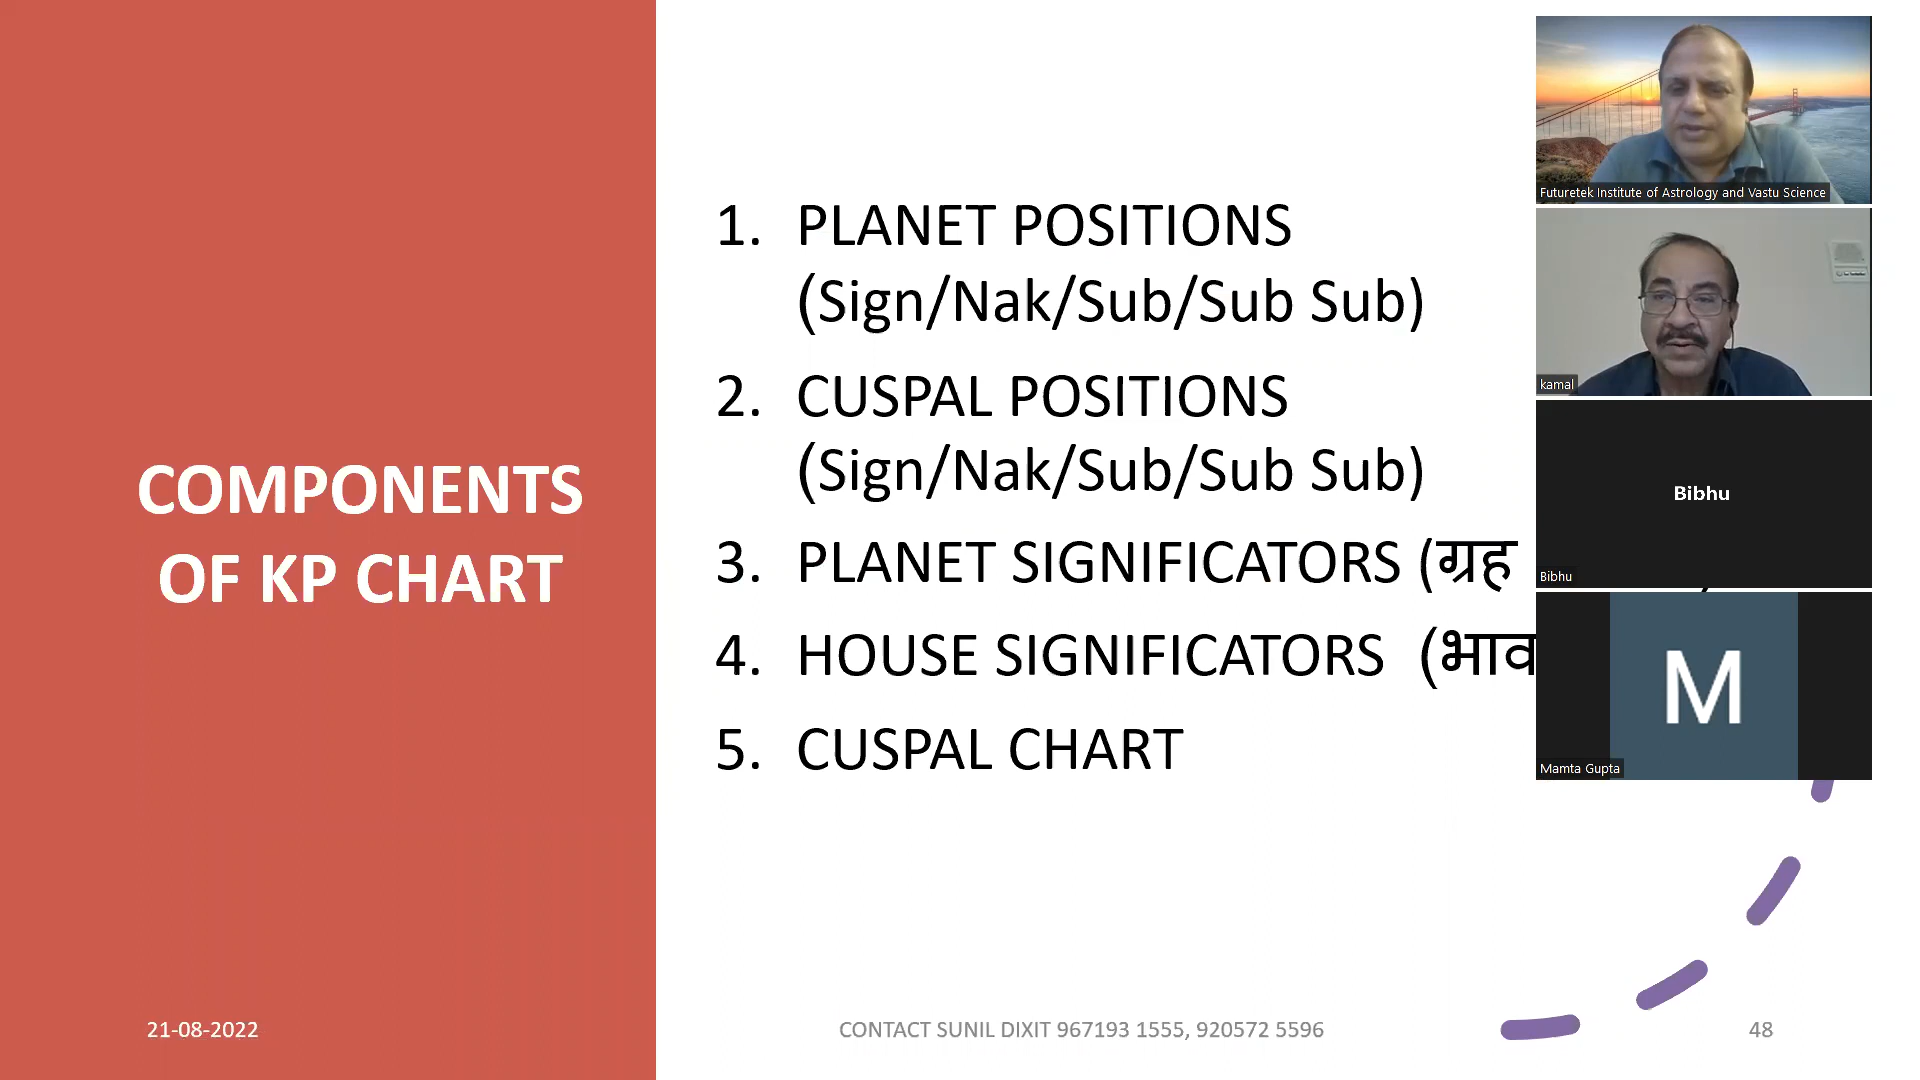 COMPONENTS
OF KP CHART
1. PLANET POSITIONS
(Sign/Nak/Sub/Sub Sub)
2. CUSPAL POSITIONS
(Sign/Nak/Sub/Sub Sub)
3. PLANET SIGNIFICATORS (ग्रह
4. HOUSE SIGNIFICATORS (भाव
5. CUSPAL CHART
21-08-2022
CONTACT SUNIL DIXIT 967193 1555, 920572 5596
48
Futuretek Institute of Astrology and Vastu Science
kamal
Bibhu
Bibhu
M
Mamta Gupta